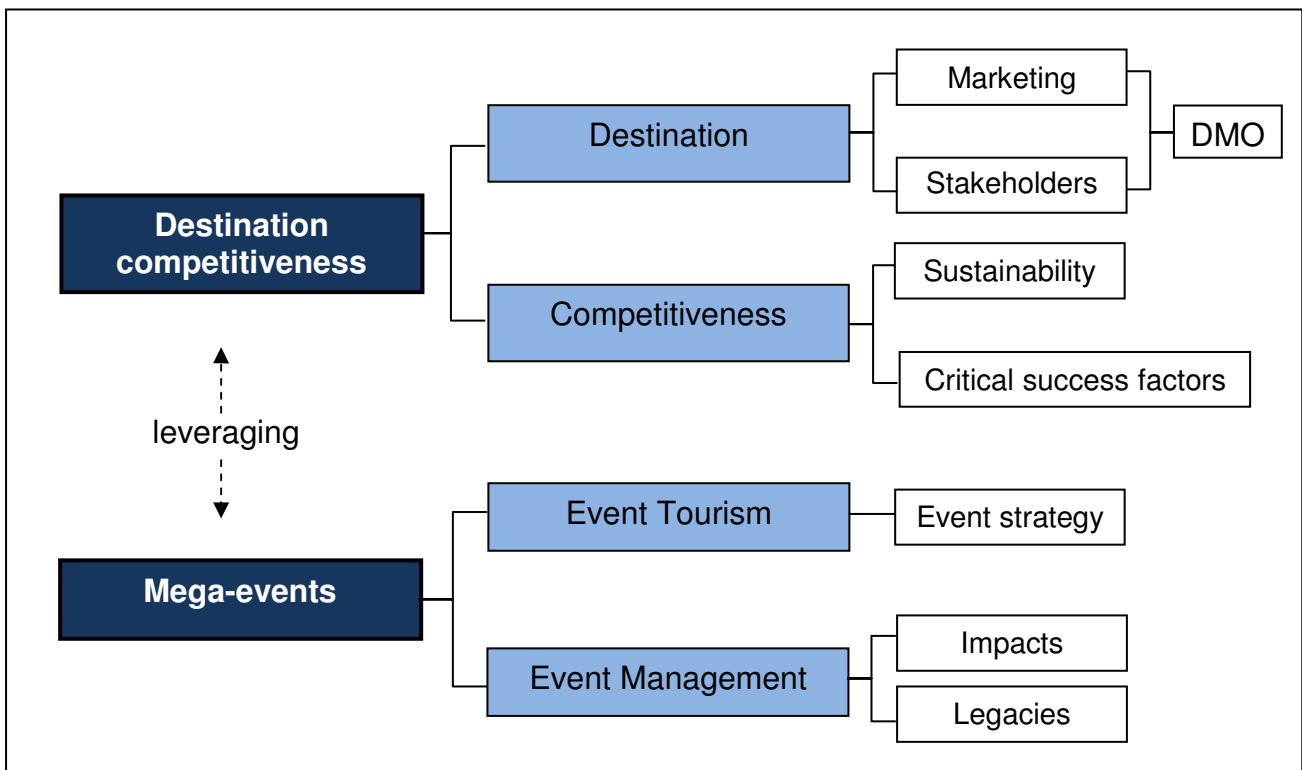 Destination
competitiveness
Destination
Marketing
Stakeholders
DMO
Competitiveness
Sustainability
Critical success factors
leveraging
Mega-events
Event Tourism
Event strategy
Event Management
Impacts
Legacies